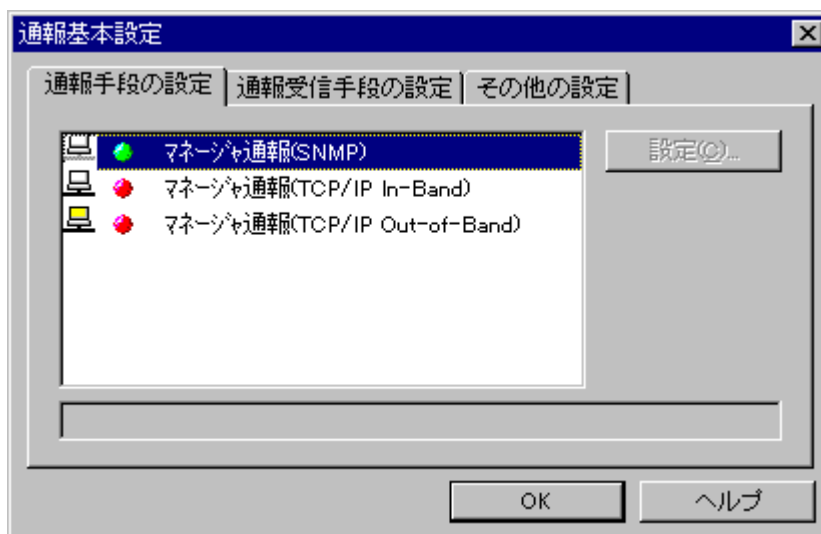 通報基本設定
通報手段の設定 通報受信手段の設定 その他の設定
ﾏﾈｰｼﾞｬ通報(SNMP) 設定(C)...
ﾏﾈｰｼﾞｬ通報(TCP/IP In-Band)
ﾏﾈｰｼﾞｬ通報(TCP/IP Out-of-Band)
OK ヘルプ